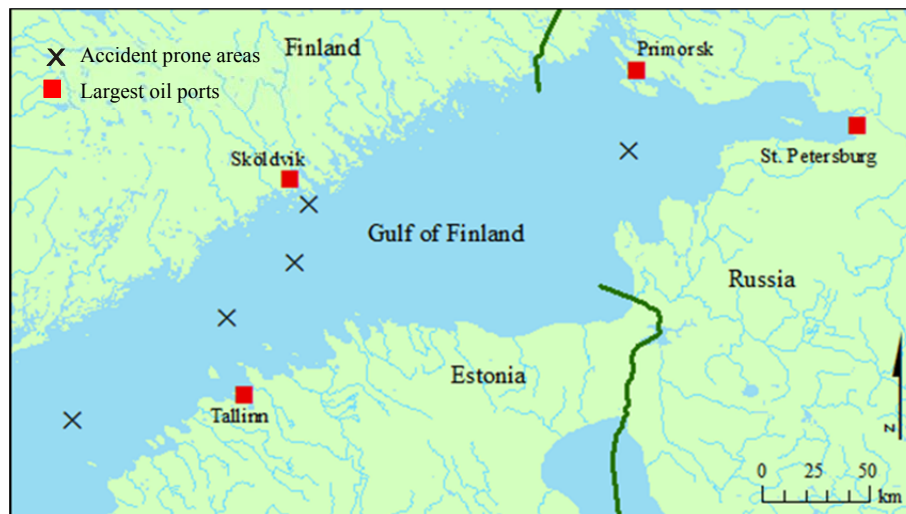 Finland
Accident prone areas
Largest oil ports
Primorsk
St. Petersburg
Sköldvik
Gulf of Finland
Russia
Estonia
Tallinn
z
0 25 50
km